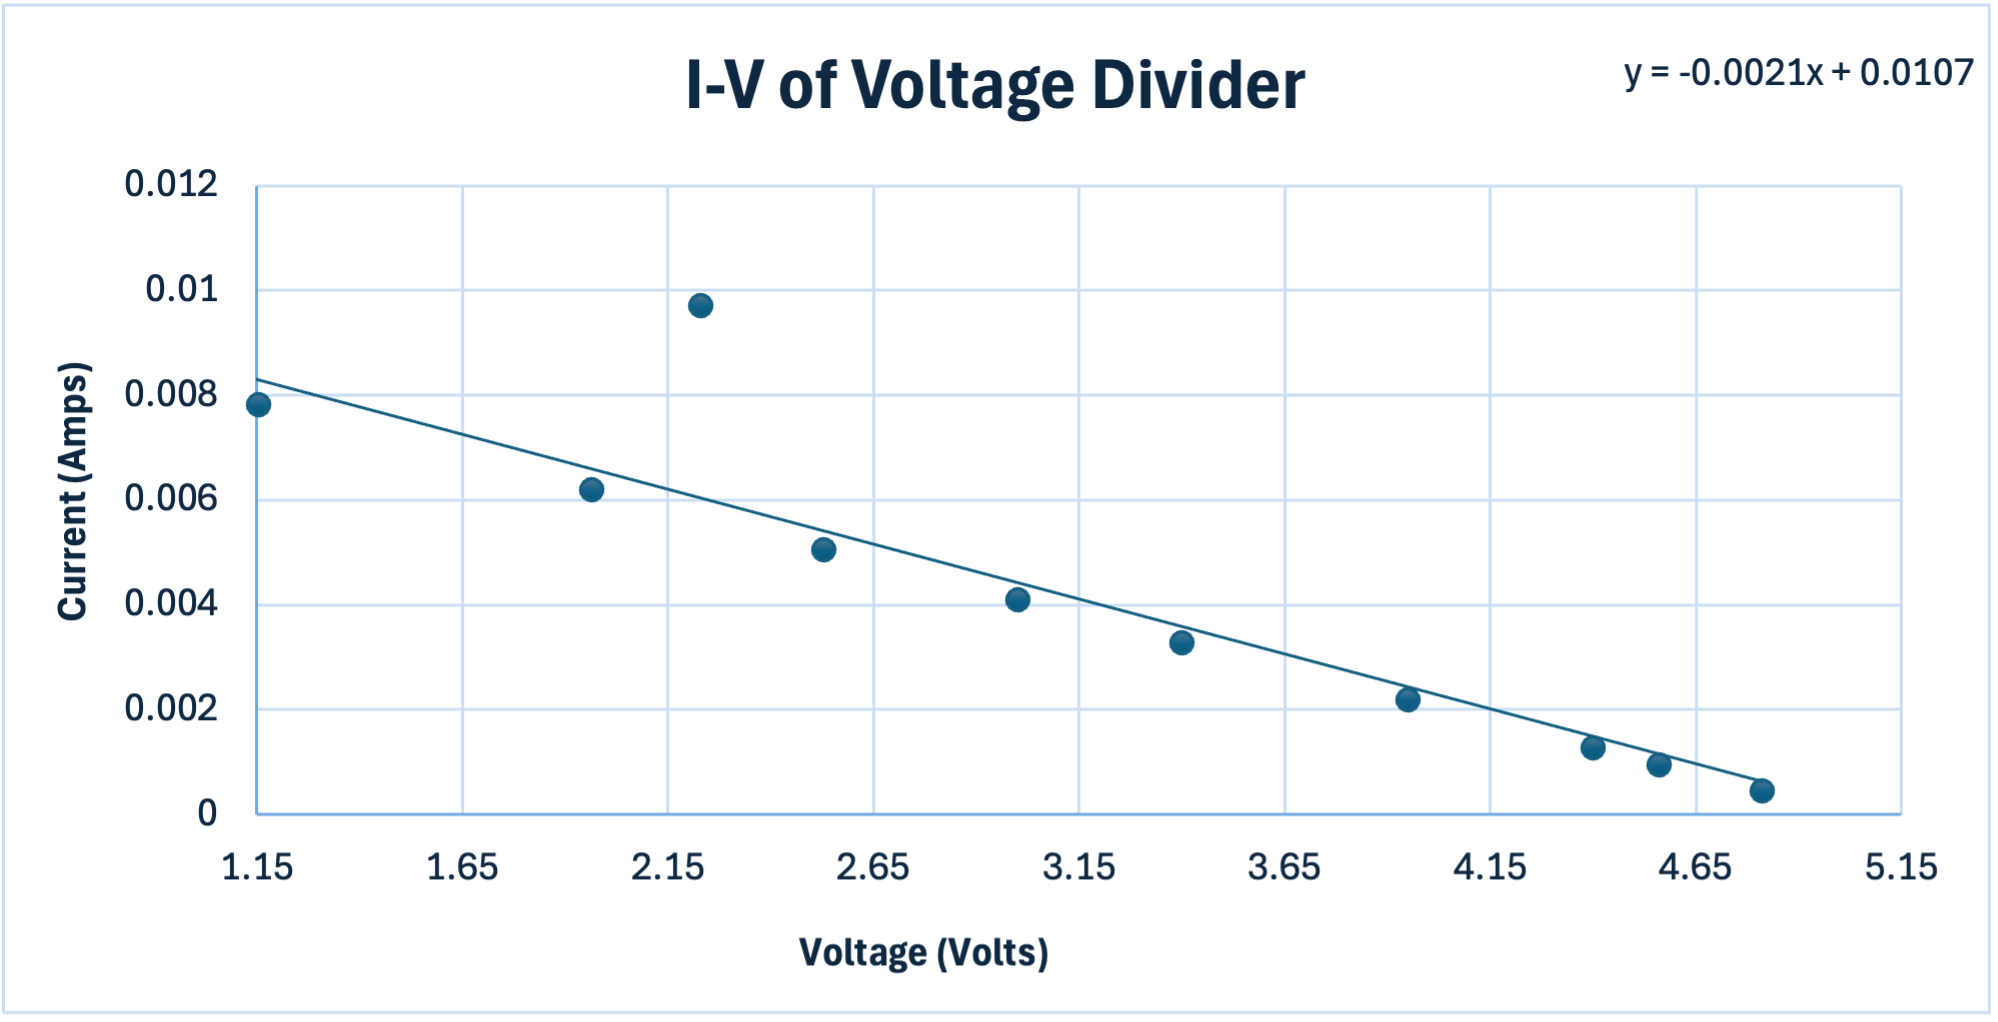 I-V of Voltage Divider
y = -0.0021x + 0.0107
0.012
0.01
0.008
0.006
0.004
0.002
0
Current (Amps)
1.15 1.65 2.15 2.65 3.15 3.65 4.15 4.65 5.15
Voltage (Volts)